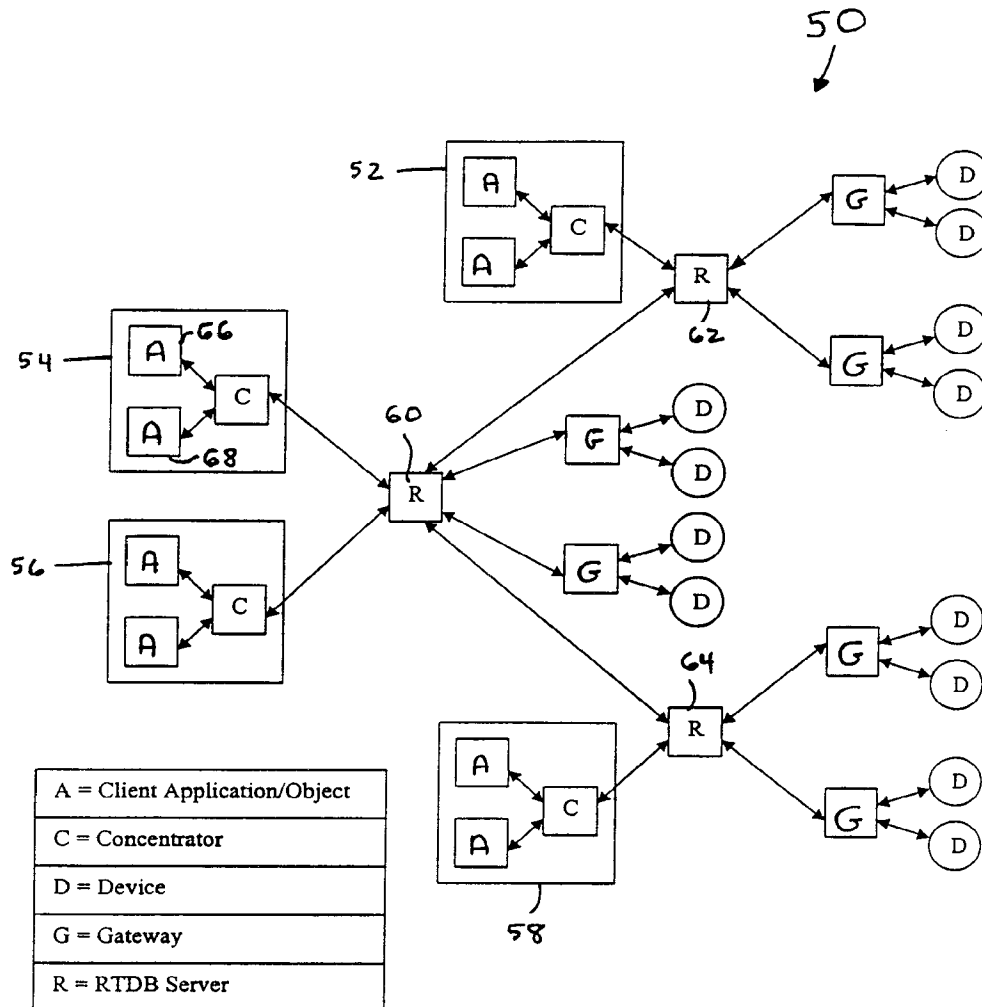 50
52
A
C
A
R
62
G
D
D
G
D
D
54
A
66
C
A
68
60
R
G
D
D
G
D
D
56
A
C
A
64
R
G
D
D
G
D
D
A
C
A
58
A = Client Application/Object
C = Concentrator
D = Device
G = Gateway
R = RTDB Server